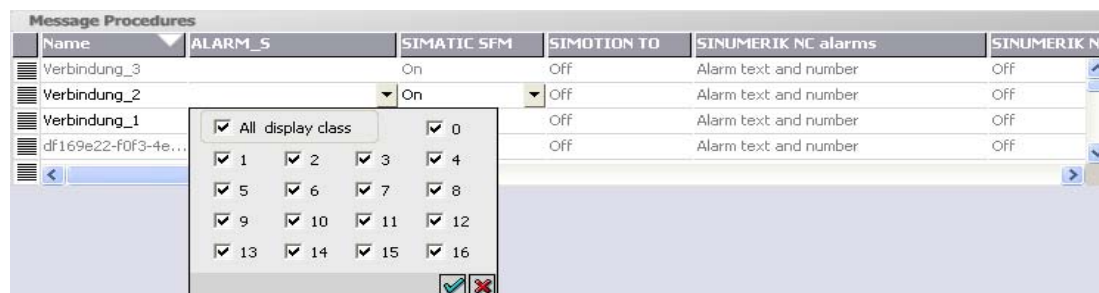 Message Procedures
Name ALARM_S SIMATIC SFM SIMOTION TO SINUMERIK NC alarms SINUMERIK N
Verbindung_3 On Off Alarm text and number Off
Verbindung_2 On Off Alarm text and number Off
Verbindung_1 Off Alarm text and number Off
df169e22-f0f3-4e... Off Alarm text and number Off
All display class 0
1 2 3 4
5 6 7 8
9 10 11 12
13 14 15 16